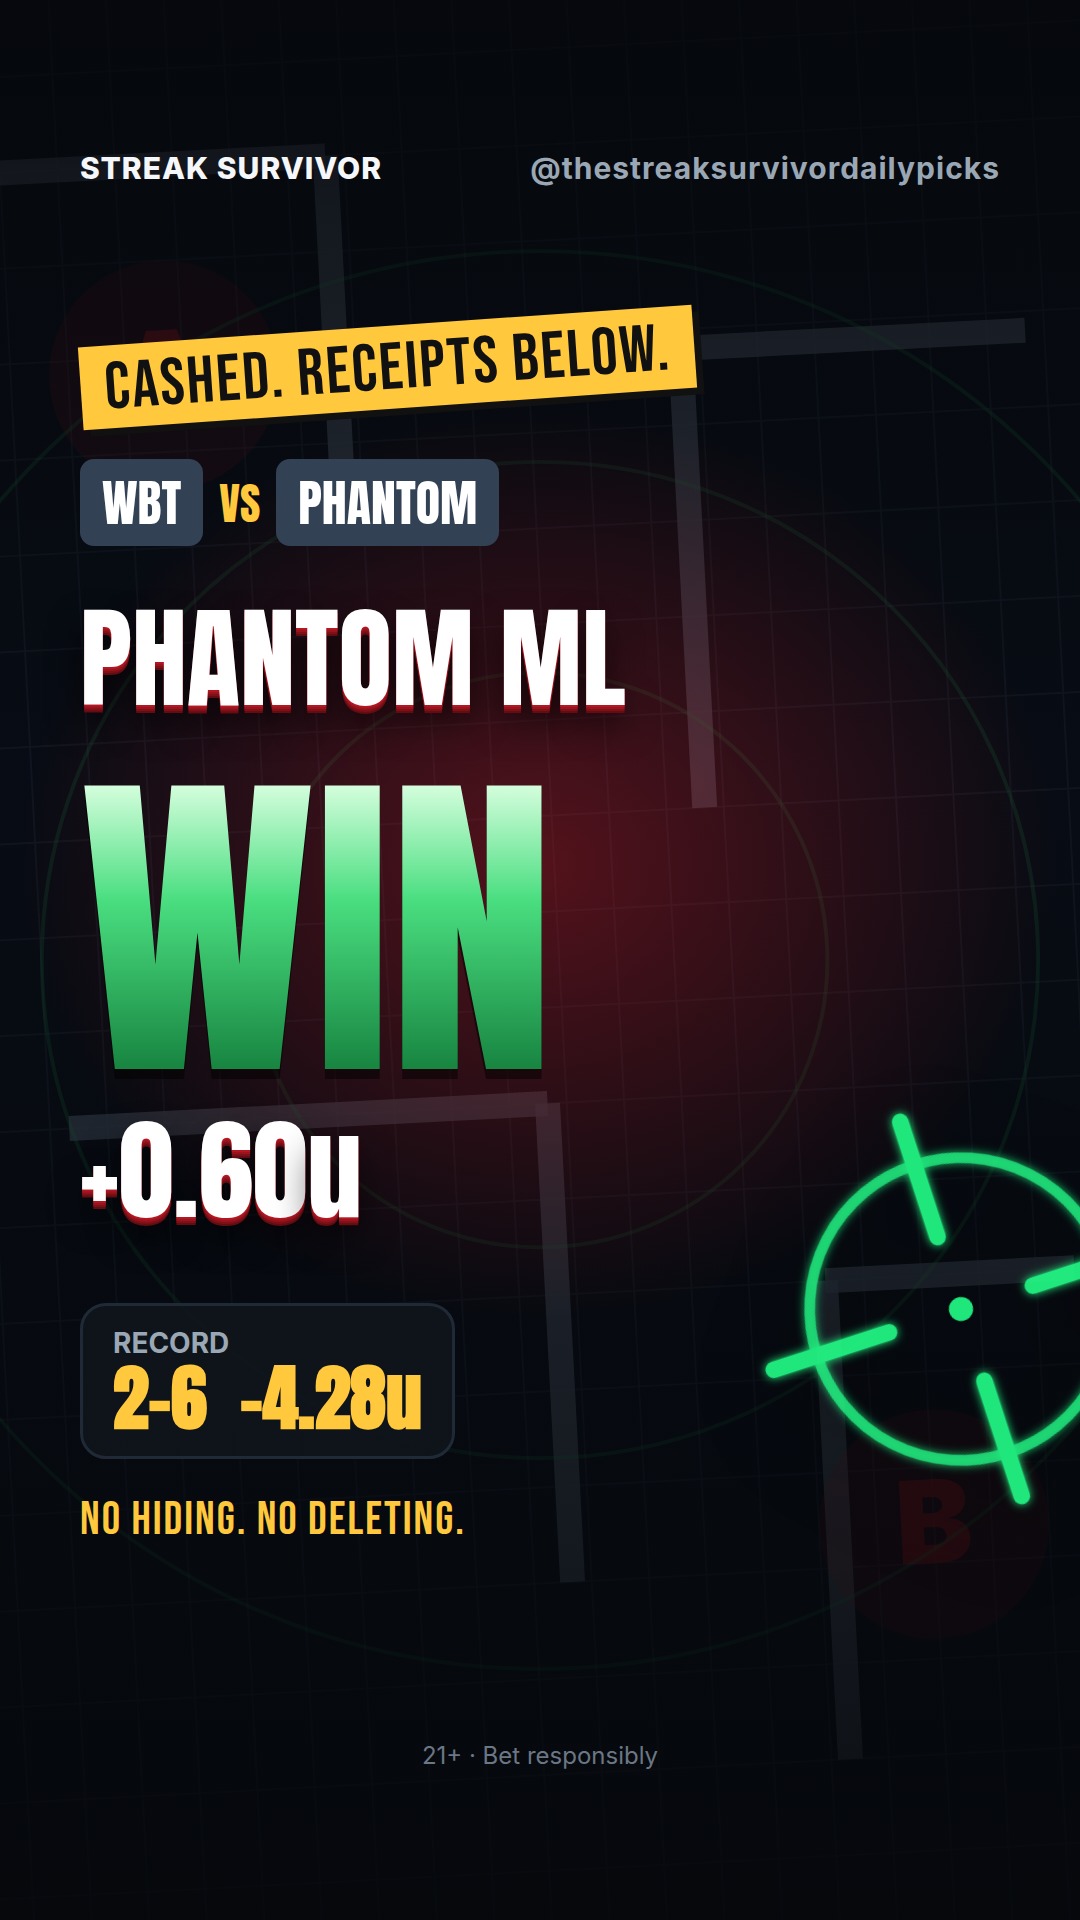 STREAK SURVIVOR @thestreaksurvivordailypicks
CASHED. RECEIPTS BELOW.
WBT VS PHANTOM
PHANTOM ML
WIN
+0.60u
RECORD
2-6 -4.28u
B
NO HIDING. NO DELETING.
21+ · Bet responsibly